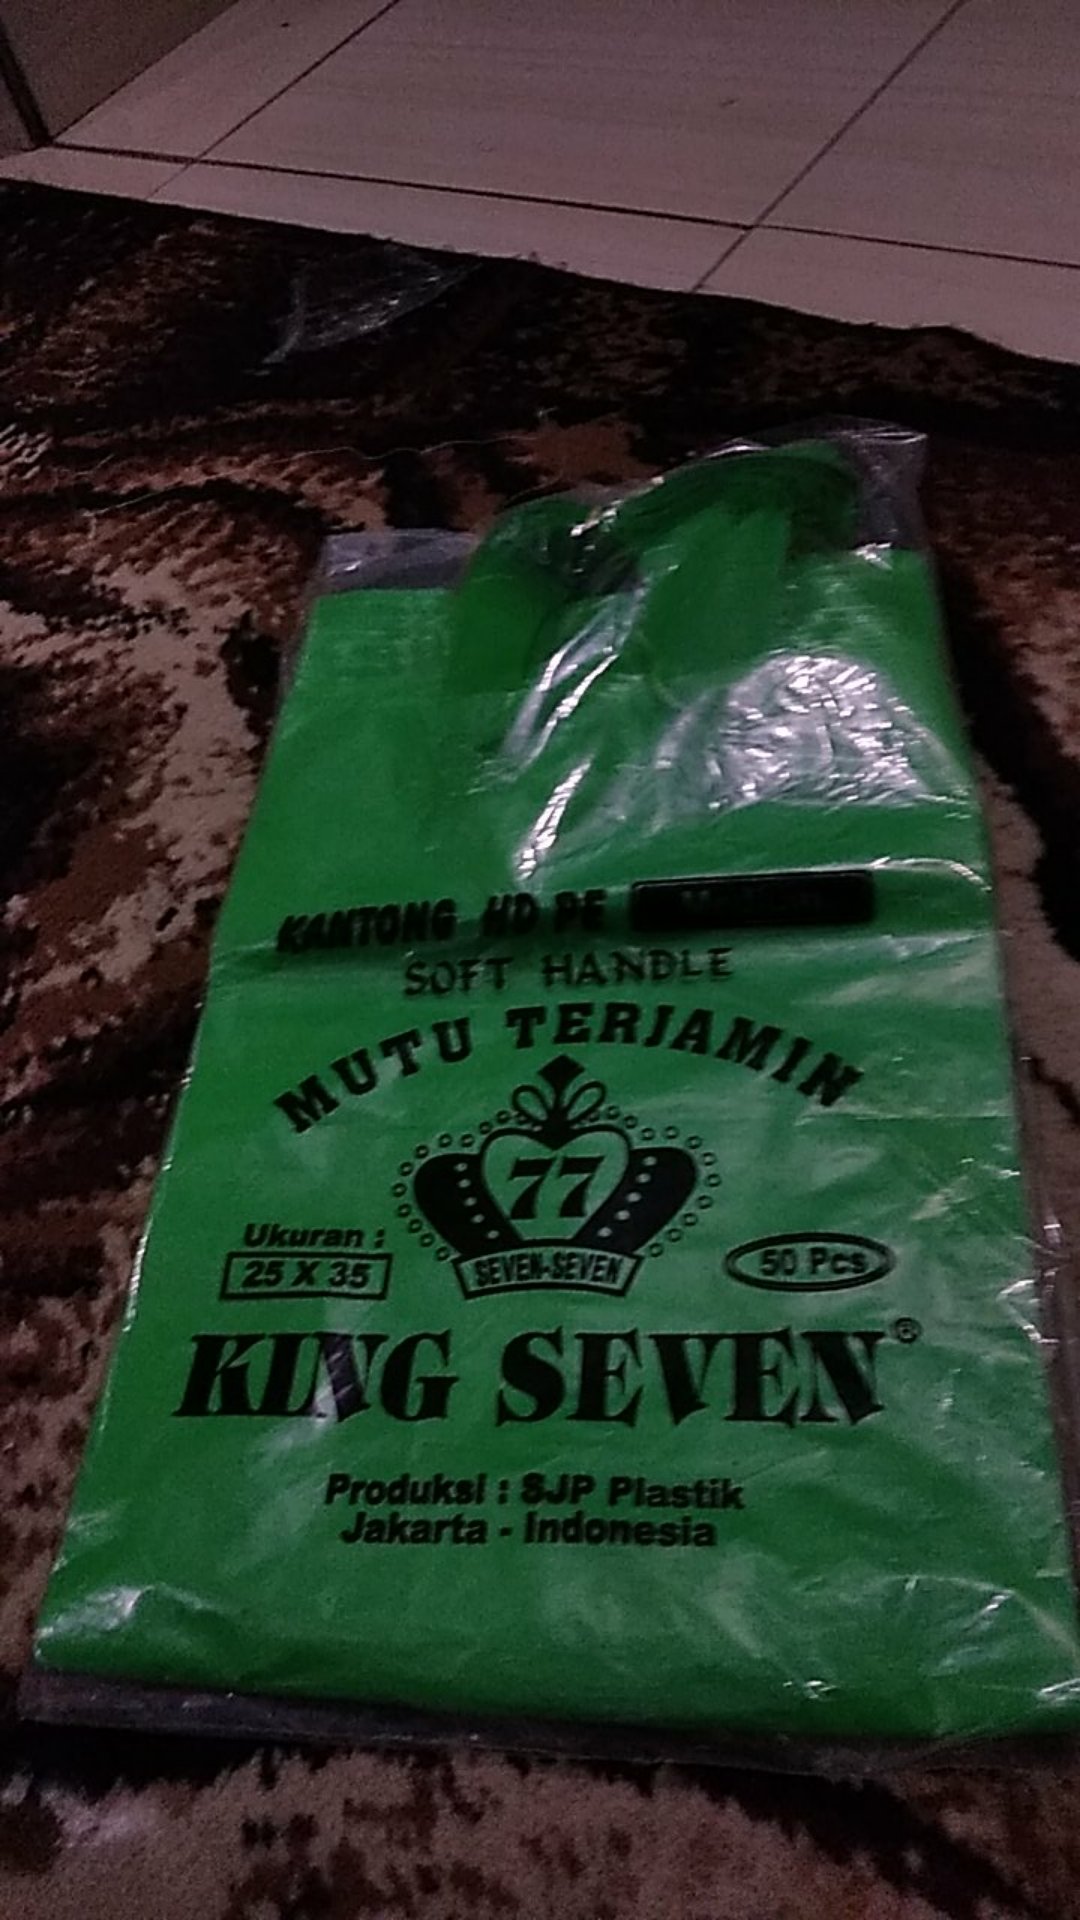 KANTONG HD PE
SOFT HANDLE
MUTU TERJAMIN
77
SEVEN-SEVEN
Ukuran :
25 X 35
50 Pcs
KING SEVEN®
Produksi : SJP Plastik
Jakarta - Indonesia